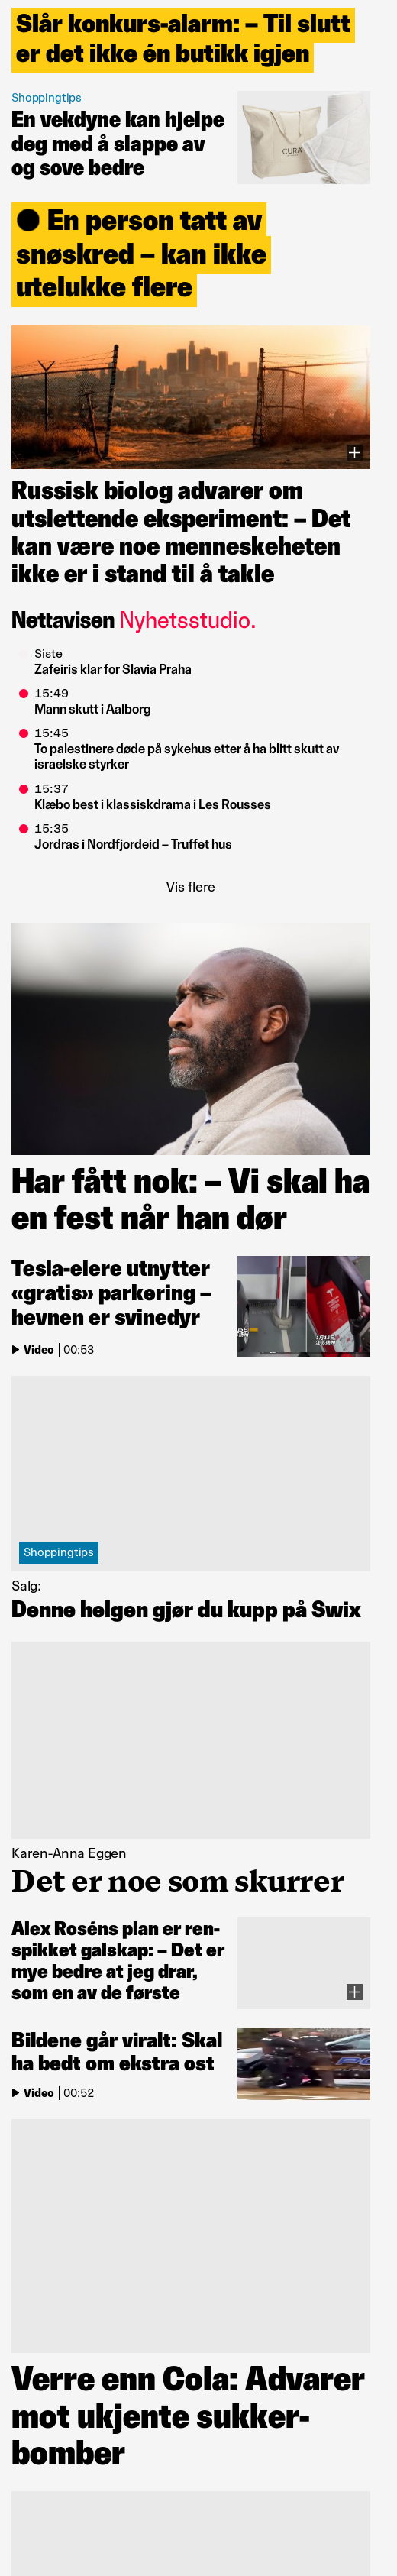 Slår konkurs-alarm: – Til slutt
er det ikke én butikk igjen
Shoppingtips
En vekdyne kan hjelpe
deg med å slappe av
og sove bedre
CURA
En person tatt av
snøskred – kan ikke
utelukke flere
Russisk biolog advarer om
utslettende eksperiment: – Det
kan være noe menneskeheten
ikke er i stand til å takle
Nettavisen Nyhetsstudio.
Siste
Zafeiris klar for Slavia Praha
15:49
Mann skutt i Aalborg
15:45
To palestinere døde på sykehus etter å ha blitt skutt av
israelske styrker
15:37
Klæbo best i klassiskdrama i Les Rousses
15:35
Jordras i Nordfjordeid – Truffet hus
Vis flere
Har fått nok: – Vi skal ha
en fest når han dør
Tesla-eiere utnytter
«gratis» parkering –
hevnen er svinedyr
Video | 00:53
Shoppingtips
Salg:
Denne helgen gjør du kupp på Swix
Karen-Anna Eggen
Det er noe som skurrer
Alex Roséns plan er ren-
spikket galskap: – Det er
mye bedre at jeg drar,
som en av de første
Bildene går viralt: Skal
ha bedt om ekstra ost
Video | 00:52
Verre enn Cola: Advarer
mot ukjente sukker-
bomber